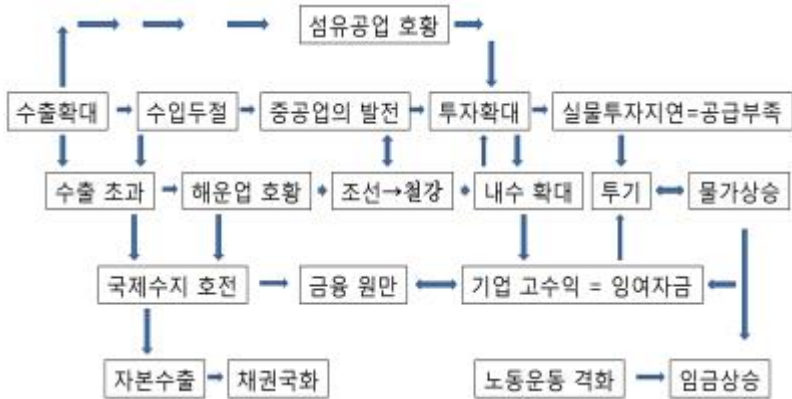 섬유공업 호황
수출확대 수입두절 중공업의 발전 투자확대 실물투자지연=공급부족
수출 초과 해운업 호황 조선→철강 내수 확대 투기 물가상승
국제수지 호전 금융 원만 기업 고수익 = 잉여자금
자본수출 채권국화 노동운동 격화 임금상승